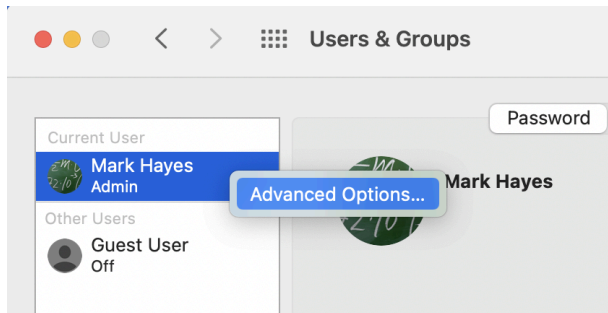 Users & Groups
Password
Current User
Mark Hayes
Admin
Advanced Options...
Mark Hayes
Other Users
Guest User
Off